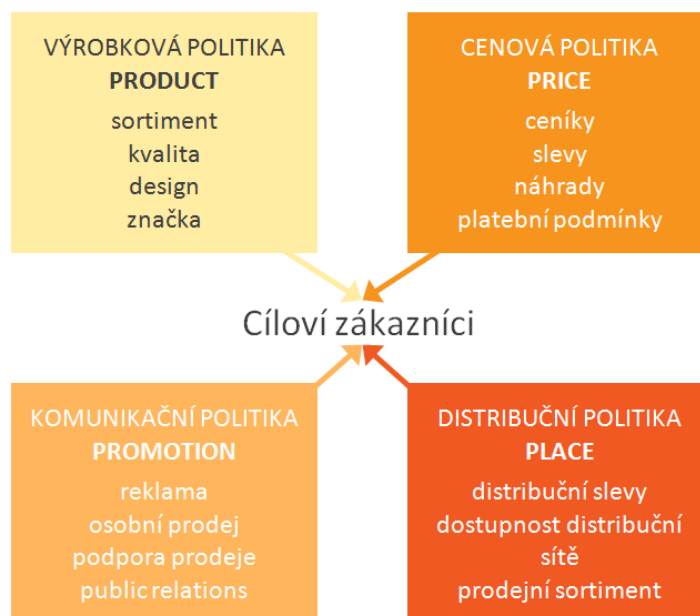 VÝROBKOVÁ POLITIKA
PRODUCT
sortiment
kvalita
design
značka
CENOVÁ POLITIKA
PRICE
ceníky
slevy
náhrady
platební podmínky
Cíloví zákazníci
KOMUNIKAČNÍ POLITIKA
PROMOTION
reklama
osobní prodej
podpora prodeje
public relations
DISTRIBUČNÍ POLITIKA
PLACE
distribuční slevy
dostupnost distribuční
sítě
prodejní sortiment